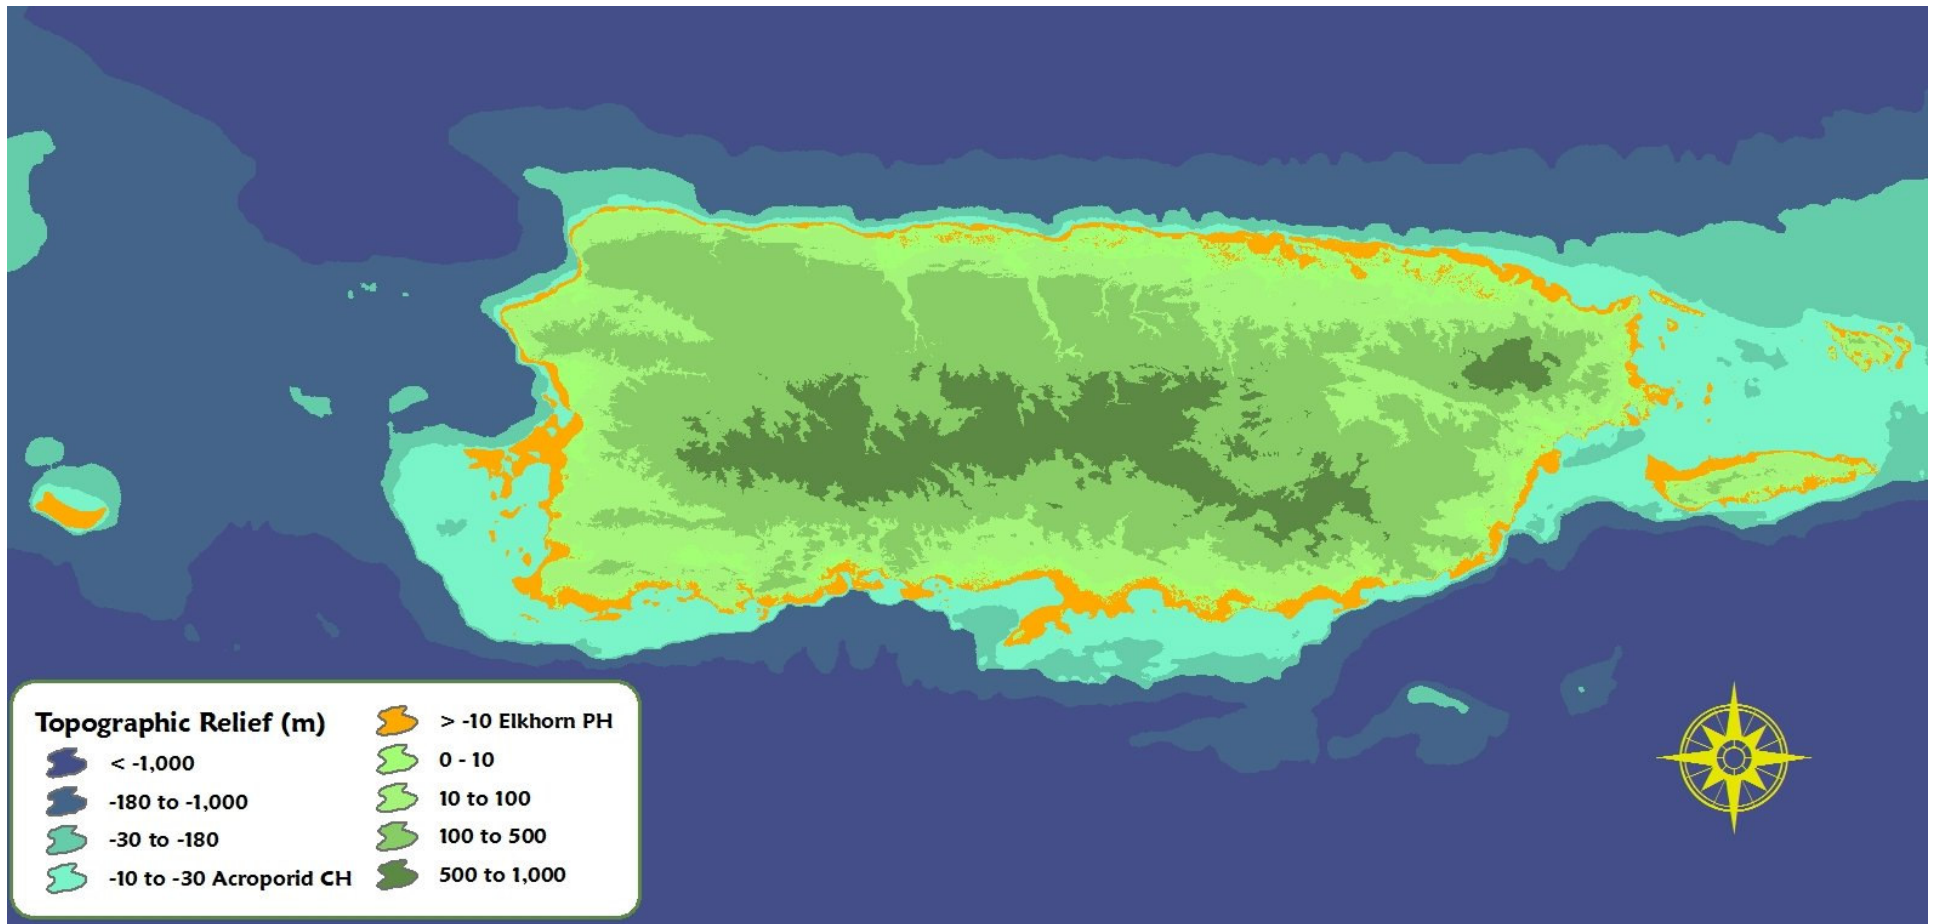 Topographic Relief (m)
< -1,000
-180 to -1,000
-30 to -180
-10 to -30 Acroporid CH
> -10 Elkhorn PH
0 - 10
10 to 100
100 to 500
500 to 1,000